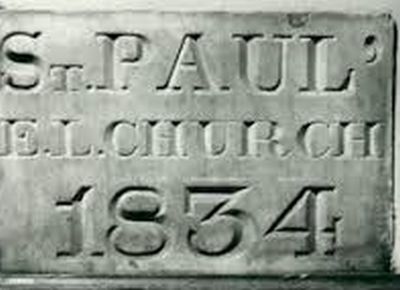 ST. PAUL'
E.L. CHURCH
1834